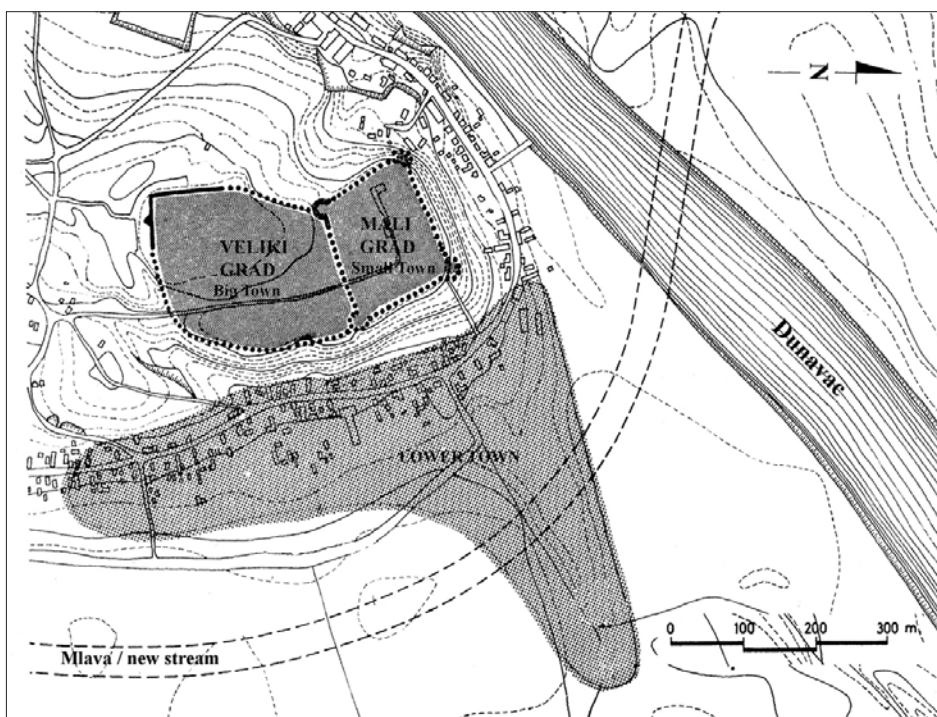 N
VELIKI
GRAD
Big Town
MALI
GRAD
Small Town
Dunavac
LOWER TOWN
Mlava / new stream
0 100 200 300 m